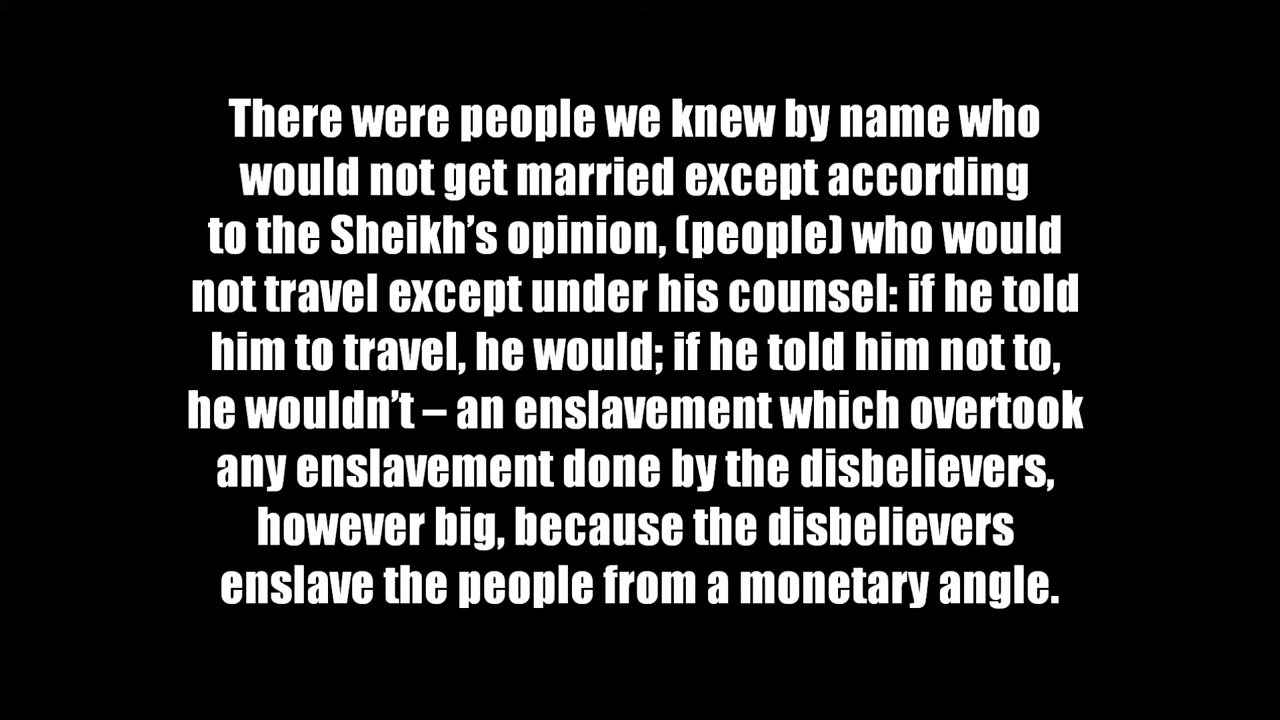 There were people we knew by name who
would not get married except according
to the Sheikh’s opinion, (people) who would
not travel except under his counsel: if he told
him to travel, he would; if he told him not to,
he wouldn’t – an enslavement which overtook
any enslavement done by the disbelievers,
however big, because the disbelievers
enslave the people from a monetary angle.